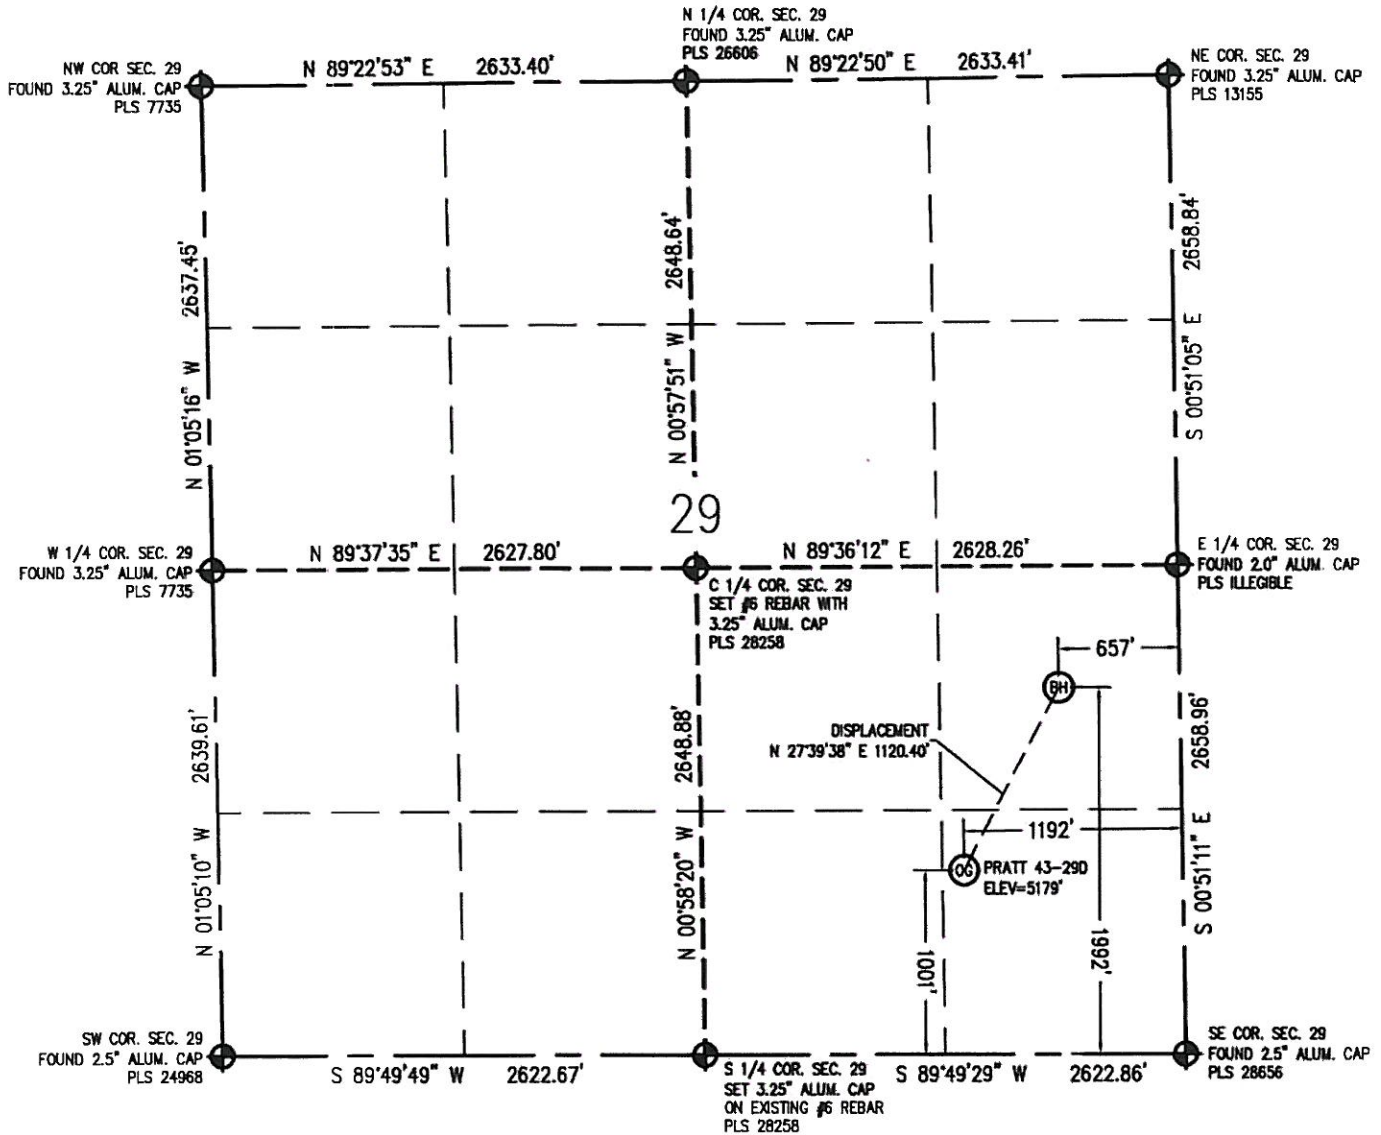 N 1/4 COR. SEC. 29
FOUND 3.25" ALUM. CAP
PLS 26606
NW COR SEC. 29
FOUND 3.25" ALUM. CAP
PLS 7735
N 89°22'53" E 2633.40'
N 89°22'50" E 2633.41'
NE COR. SEC. 29
FOUND 3.25" ALUM. CAP
PLS 13155
N 01°05'16" W 2637.45'
N 00°57'51" W 2648.64'
S 00°51'05" E 2658.84'
29
W 1/4 COR. SEC. 29
FOUND 3.25" ALUM. CAP
PLS 7735
N 89°37'35" E 2627.80'
N 89°36'12" E 2628.26'
E 1/4 COR. SEC. 29
FOUND 2.0" ALUM. CAP
PLS ILLEGIBLE
C 1/4 COR. SEC. 29
SET #6 REBAR WITH
3.25" ALUM. CAP
PLS 28258
657'
BH
DISPLACEMENT
N 27°39'38" E 1120.40'
N 01°05'10" W 2639.61'
N 00°58'20" W 2648.88'
S 00°51'11" E 2658.96'
1192'
OG
PRATT 43-29D
ELEV=5179'
1001'
1992'
SW COR. SEC. 29
FOUND 2.5" ALUM. CAP
PLS 24968
S 89°49'49" W 2622.67'
S 1/4 COR. SEC. 29
SET 3.25" ALUM. CAP
ON EXISTING #6 REBAR
PLS 28258
S 89°49'29" W 2622.86'
SE COR. SEC. 29
FOUND 2.5" ALUM. CAP
PLS 28656